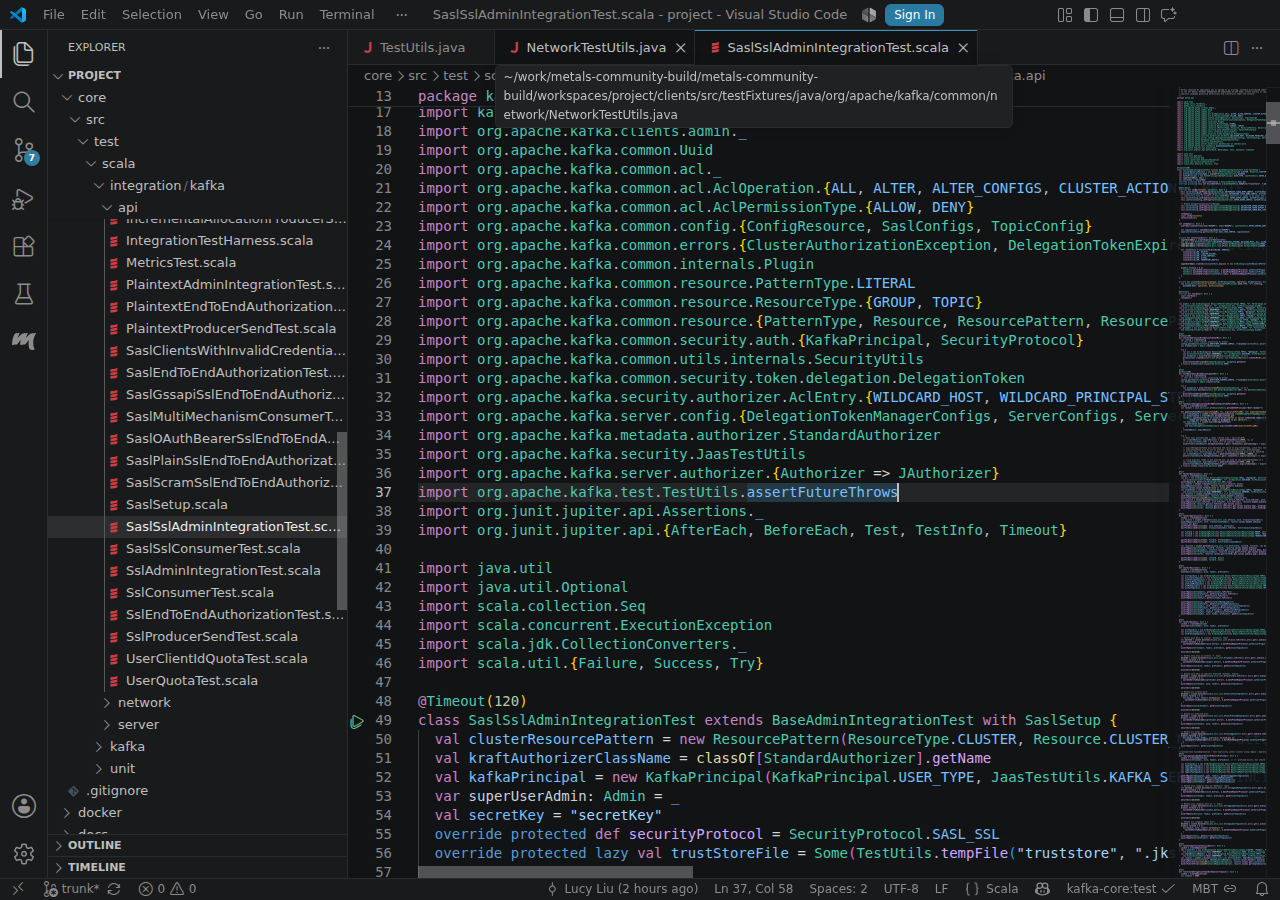 File Edit Selection View Go Run Terminal ··· SaslSslAdminIntegrationTest.scala - project - Visual Studio Code Sign In
EXPLORER ···
PROJECT
core
src
test
scala
integration / kafka
api
IncrementalAllocationProducerS...
IntegrationTestHarness.scala
MetricsTest.scala
PlaintextAdminIntegrationTest.s...
PlaintextEndToEndAuthorization...
PlaintextProducerSendTest.scala
SaslClientsWithInvalidCredentia...
SaslEndToEndAuthorizationTest....
SaslGssapiSslEndToEndAuthoriz...
SaslMultiMechanismConsumerT...
SaslOAuthBearerSslEndToEndA...
SaslPlainSslEndToEndAuthorizat...
SaslScramSslEndToEndAuthoriz...
SaslSetup.scala
SaslSslAdminIntegrationTest.sc...
SaslSslConsumerTest.scala
SslAdminIntegrationTest.scala
SslConsumerTest.scala
SslEndToEndAuthorizationTest.s...
SslProducerSendTest.scala
UserClientIdQuotaTest.scala
UserQuotaTest.scala
network
server
kafka
unit
.gitignore
docker
docs
OUTLINE
TIMELINE
7
TestUtils.java NetworkTestUtils.java SaslSslAdminIntegrationTest.scala ···
core > src > test > sc a.api
~/work/metals-community-build/metals-community-
build/workspaces/project/clients/src/testFixtures/java/org/apache/kafka/common/n
etwork/NetworkTestUtils.java
13 package k
17 import ka
18 import org.apache.kafka.clients.admin._
19 import org.apache.kafka.common.Uuid
20 import org.apache.kafka.common.acl._
21 import org.apache.kafka.common.acl.AclOperation.{ALL, ALTER, ALTER_CONFIGS, CLUSTER_ACTIO
22 import org.apache.kafka.common.acl.AclPermissionType.{ALLOW, DENY}
23 import org.apache.kafka.common.config.{ConfigResource, SaslConfigs, TopicConfig}
24 import org.apache.kafka.common.errors.{ClusterAuthorizationException, DelegationTokenExpi
25 import org.apache.kafka.common.internals.Plugin
26 import org.apache.kafka.common.resource.PatternType.LITERAL
27 import org.apache.kafka.common.resource.ResourceType.{GROUP, TOPIC}
28 import org.apache.kafka.common.resource.{PatternType, Resource, ResourcePattern, Resource
29 import org.apache.kafka.common.security.auth.{KafkaPrincipal, SecurityProtocol}
30 import org.apache.kafka.common.utils.internals.SecurityUtils
31 import org.apache.kafka.common.security.token.delegation.DelegationToken
32 import org.apache.kafka.security.authorizer.AclEntry.{WILDCARD_HOST, WILDCARD_PRINCIPAL_S
33 import org.apache.kafka.server.config.{DelegationTokenManagerConfigs, ServerConfigs, Serv
34 import org.apache.kafka.metadata.authorizer.StandardAuthorizer
35 import org.apache.kafka.security.JaasTestUtils
36 import org.apache.kafka.server.authorizer.{Authorizer => JAuthorizer}
37 import org.apache.kafka.test.TestUtils.assertFutureThrows
38 import org.junit.jupiter.api.Assertions._
39 import org.junit.jupiter.api.{AfterEach, BeforeEach, Test, TestInfo, Timeout}
40
41 import java.util
42 import java.util.Optional
43 import scala.collection.Seq
44 import scala.concurrent.ExecutionException
45 import scala.jdk.CollectionConverters._
46 import scala.util.{Failure, Success, Try}
47
48 @Timeout(120)
49 class SaslSslAdminIntegrationTest extends BaseAdminIntegrationTest with SaslSetup {
50 val clusterResourcePattern = new ResourcePattern(ResourceType.CLUSTER, Resource.CLUSTER
51 val kraftAuthorizerClassName = classOf[StandardAuthorizer].getName
52 val kafkaPrincipal = new KafkaPrincipal(KafkaPrincipal.USER_TYPE, JaasTestUtils.KAFKA_SE
53 var superUserAdmin: Admin = _
54 val secretKey = "secretKey"
55 override protected def securityProtocol = SecurityProtocol.SASL_SSL
56 override protected lazy val trustStoreFile = Some(TestUtils.tempFile("truststore", ".jks
57
trunk* 0 0 Lucy Liu (2 hours ago) Ln 37, Col 58 Spaces: 2 UTF-8 LF { } Scala kafka-core:test MBT